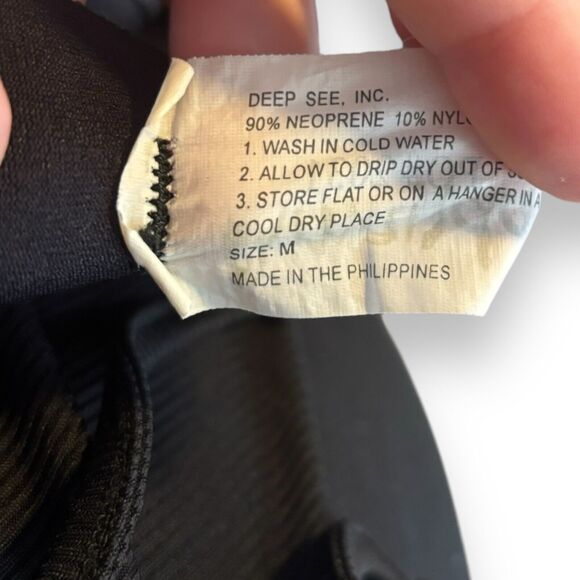 DEEP SEE, INC.
90% NEOPRENE 10%
1. WASH IN COLD WATER
2. ALLOW TO DRIP DRY OUT OF
3. STORE FLAT OR ON A HANGER IN A
COOL DRY PLACE
SIZE: M
MADE IN THE PHILIPPINES